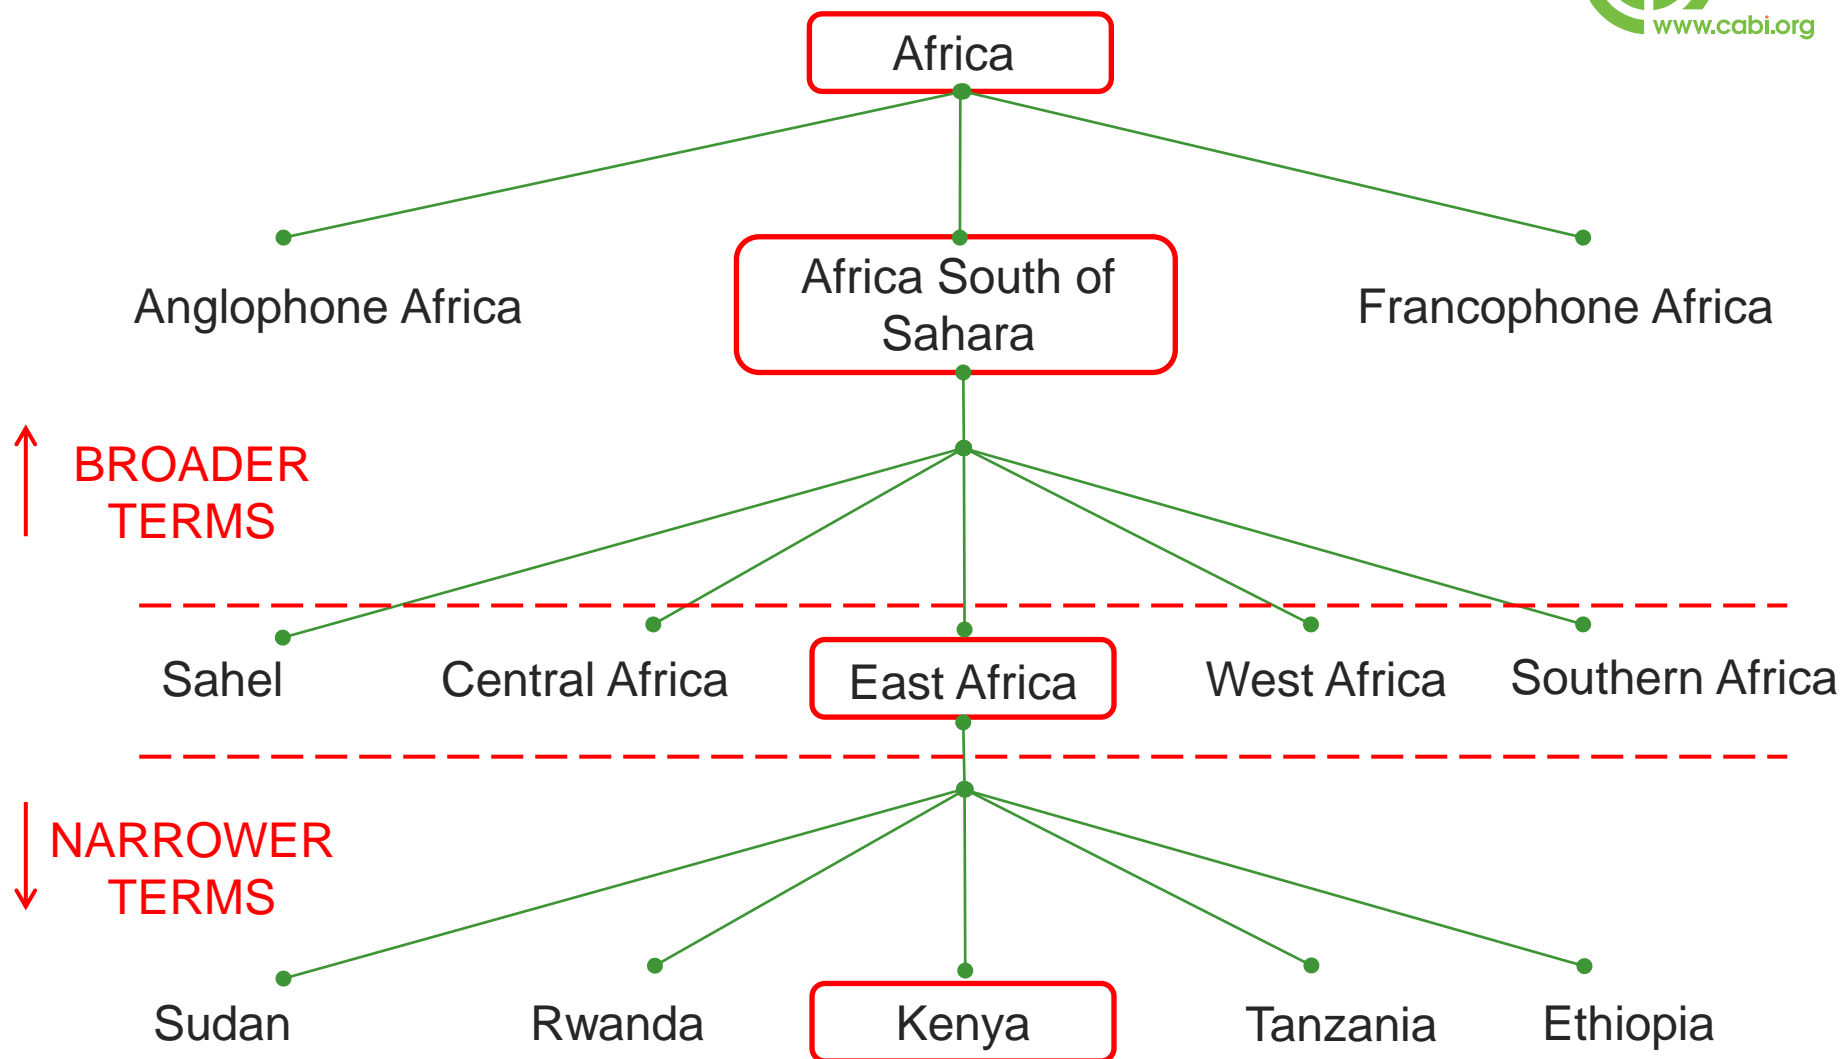 www.cabi.org
Africa
Anglophone Africa
Africa South of
Sahara
Francophone Africa
BROADER
TERMS
Sahel
Central Africa
East Africa
West Africa
Southern Africa
NARROWER
TERMS
Sudan
Rwanda
Kenya
Tanzania
Ethiopia